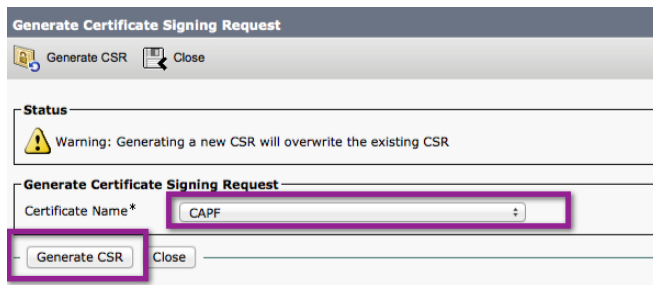 Generate Certificate Signing Request
Generate CSR Close
Status
Warning: Generating a new CSR will overwrite the existing CSR
Generate Certificate Signing Request
Certificate Name* CAPF
Generate CSR Close